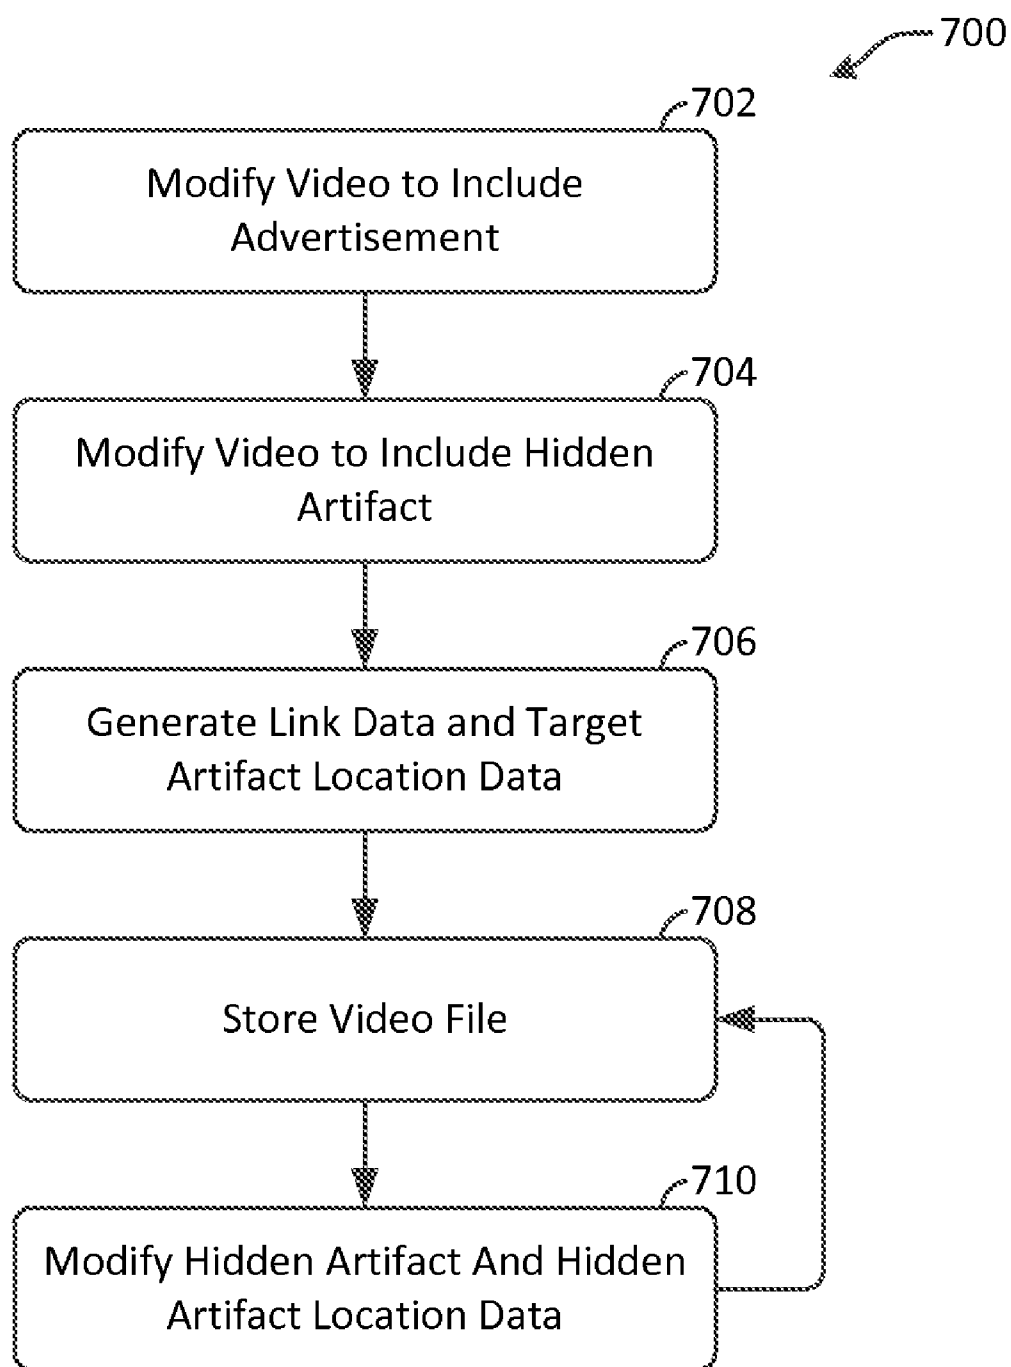 700
702
Modify Video to Include
Advertisement
704
Modify Video to Include Hidden
Artifact
706
Generate Link Data and Target
Artifact Location Data
708
Store Video File
710
Modify Hidden Artifact And Hidden
Artifact Location Data